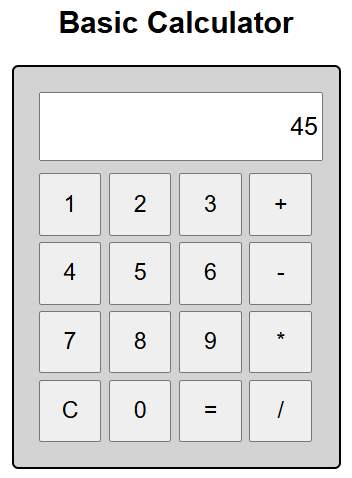 Basic Calculator
45
1 2 3 +
4 5 6 -
7 8 9 *
C 0 = /